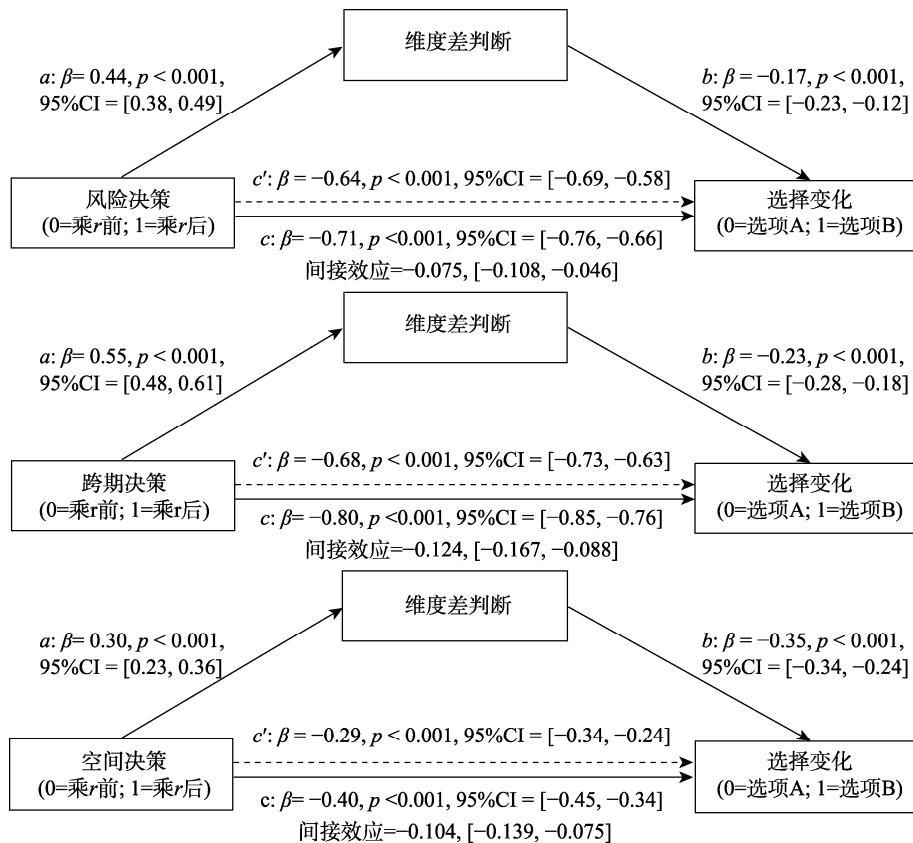 维度差判断
a: β= 0.44, p < 0.001,
95%CI = [0.38, 0.49]
b: β = −0.17, p < 0.001,
95%CI = [−0.23, −0.12]
风险决策
(0=乘r前; 1=乘r后)
c′: β = −0.64, p < 0.001, 95%CI = [−0.69, −0.58]
c: β= −0.71, p <0.001, 95%CI = [−0.76, −0.66]
间接效应=−0.075, [−0.108, −0.046]
选择变化
(0=选项A; 1=选项B)
维度差判断
a: β= 0.55, p < 0.001,
95%CI = [0.48, 0.61]
b: β = −0.23, p < 0.001,
95%CI = [−0.28, −0.18]
跨期决策
(0=乘r前; 1=乘r后)
c′: β = −0.68, p < 0.001, 95%CI = [−0.73, −0.63]
c: β= −0.80, p <0.001, 95%CI = [−0.85, −0.76]
间接效应=−0.124, [−0.167, −0.088]
选择变化
(0=选项A; 1=选项B)
维度差判断
a: β= 0.30, p < 0.001,
95%CI = [0.23, 0.36]
b: β = −0.35, p < 0.001,
95%CI = [−0.34, −0.24]
空间决策
(0=乘r前; 1=乘r后)
c′: β = −0.29, p < 0.001, 95%CI = [−0.34, −0.24]
c: β= −0.40, p <0.001, 95%CI = [−0.45, −0.34]
间接效应=−0.104, [−0.139, −0.075]
选择变化
(0=选项A; 1=选项B)